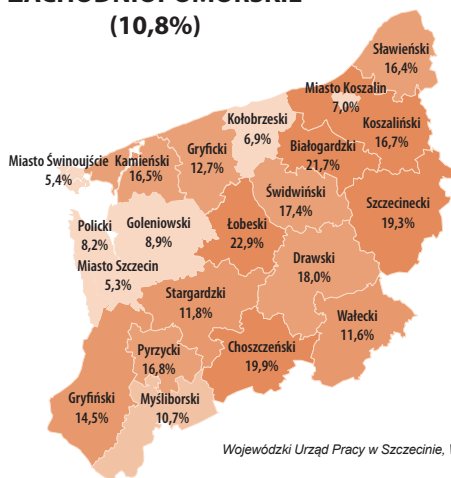 ZACHODNIOPOMORSKIE
(10,8%)
Sławieński
16,4%
Miasto Koszalin
7,0%
Kołobrzeski
6,9%
Koszaliński
16,7%
Białogardzki
21,7%
Gryficki
12,7%
Miasto Świnoujście
5,4%
Kamieński
16,5%
Świdwiński
17,4%
Szczecinecki
19,3%
Policki
8,2%
Goleniowski
8,9%
Łobeski
22,9%
Miasto Szczecin
5,3%
Drawski
18,0%
Stargardzki
11,8%
Wałecki
11,6%
Pyrzycki
16,8%
Choszczeński
19,9%
Gryfiński
14,5%
Myśliborski
10,7%
Wojewódzki Urząd Pracy w Szczecinie,